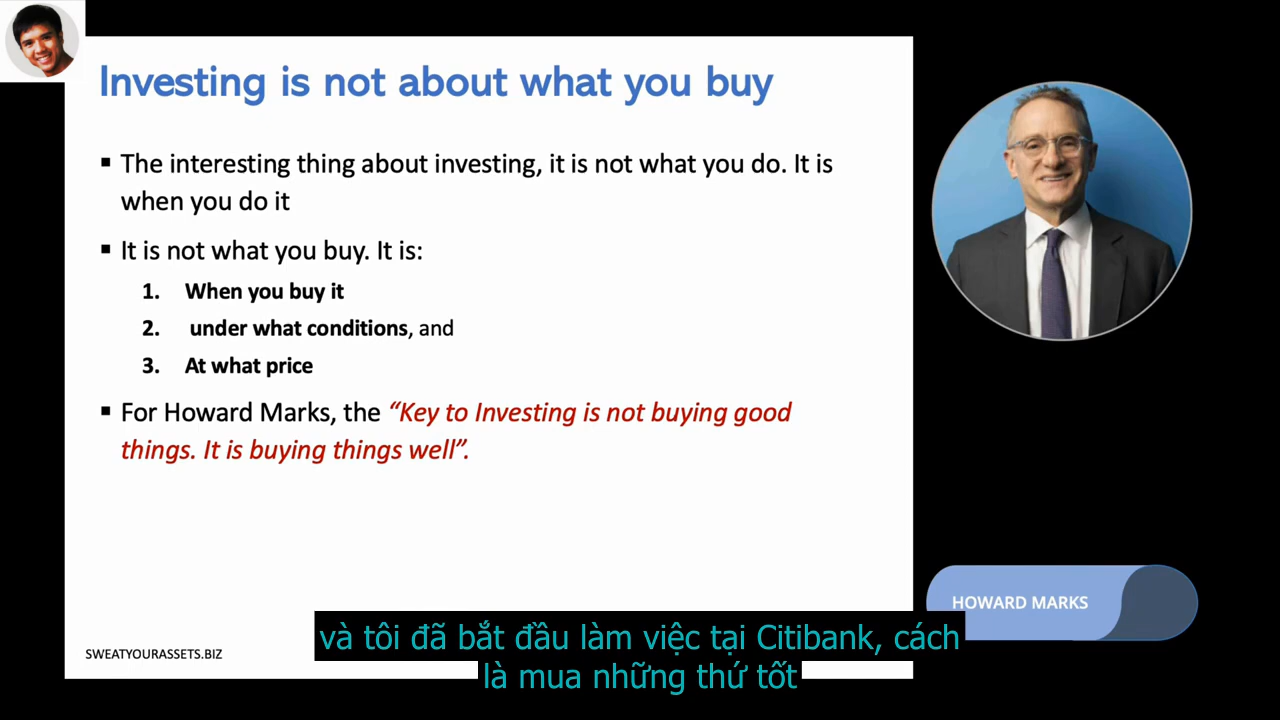 Investing is not about what you buy
▪ The interesting thing about investing, it is not what you do. It is
when you do it
▪ It is not what you buy. It is:
1. When you buy it
2. under what conditions, and
3. At what price
▪ For Howard Marks, the “Key to Investing is not buying good
things. It is buying things well”.
HOWARD MARKS
SWEATYOURASSETS.BIZ
và tôi đã bắt đầu làm việc tại Citibank, cách
là mua những thứ tốt